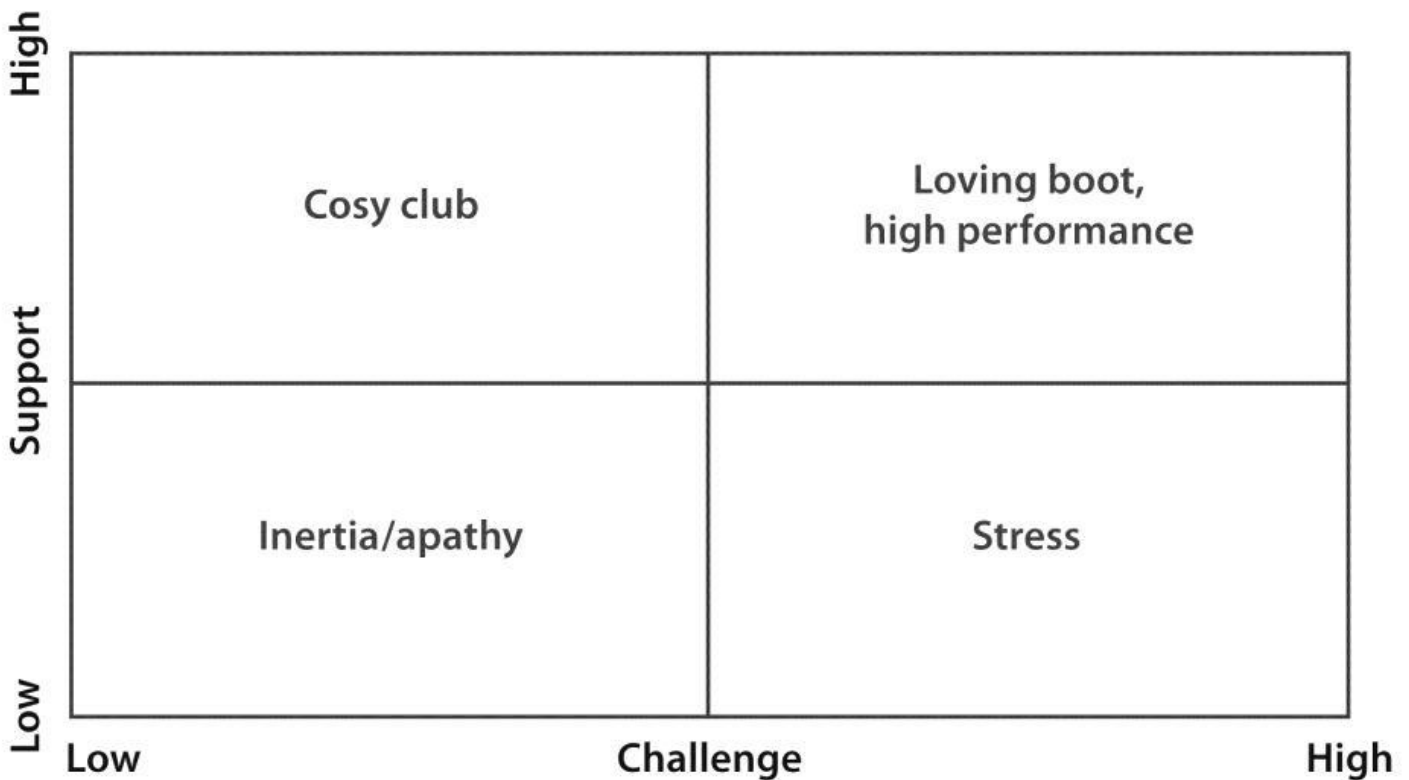 High
Cosy club
Loving boot,
high performance
Support
Inertia/apathy
Stress
Low
Low
Challenge
High